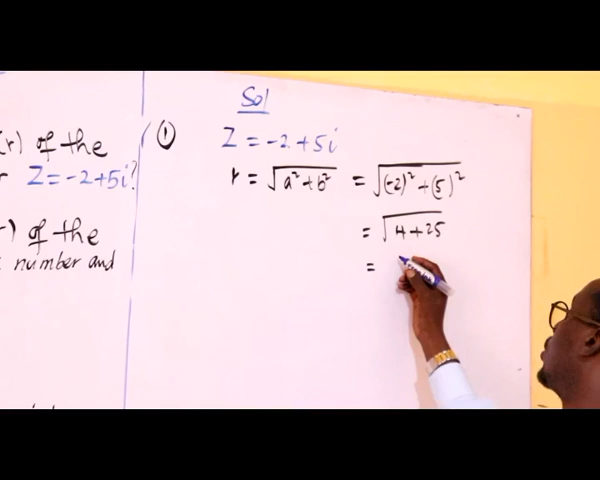 Sol
(r) of the
① Z = -2 + 5i
Z = -2 + 5i?
r = √a² + b² = √(-2)² + (5)²
of the
= √4 + 25
number and
=